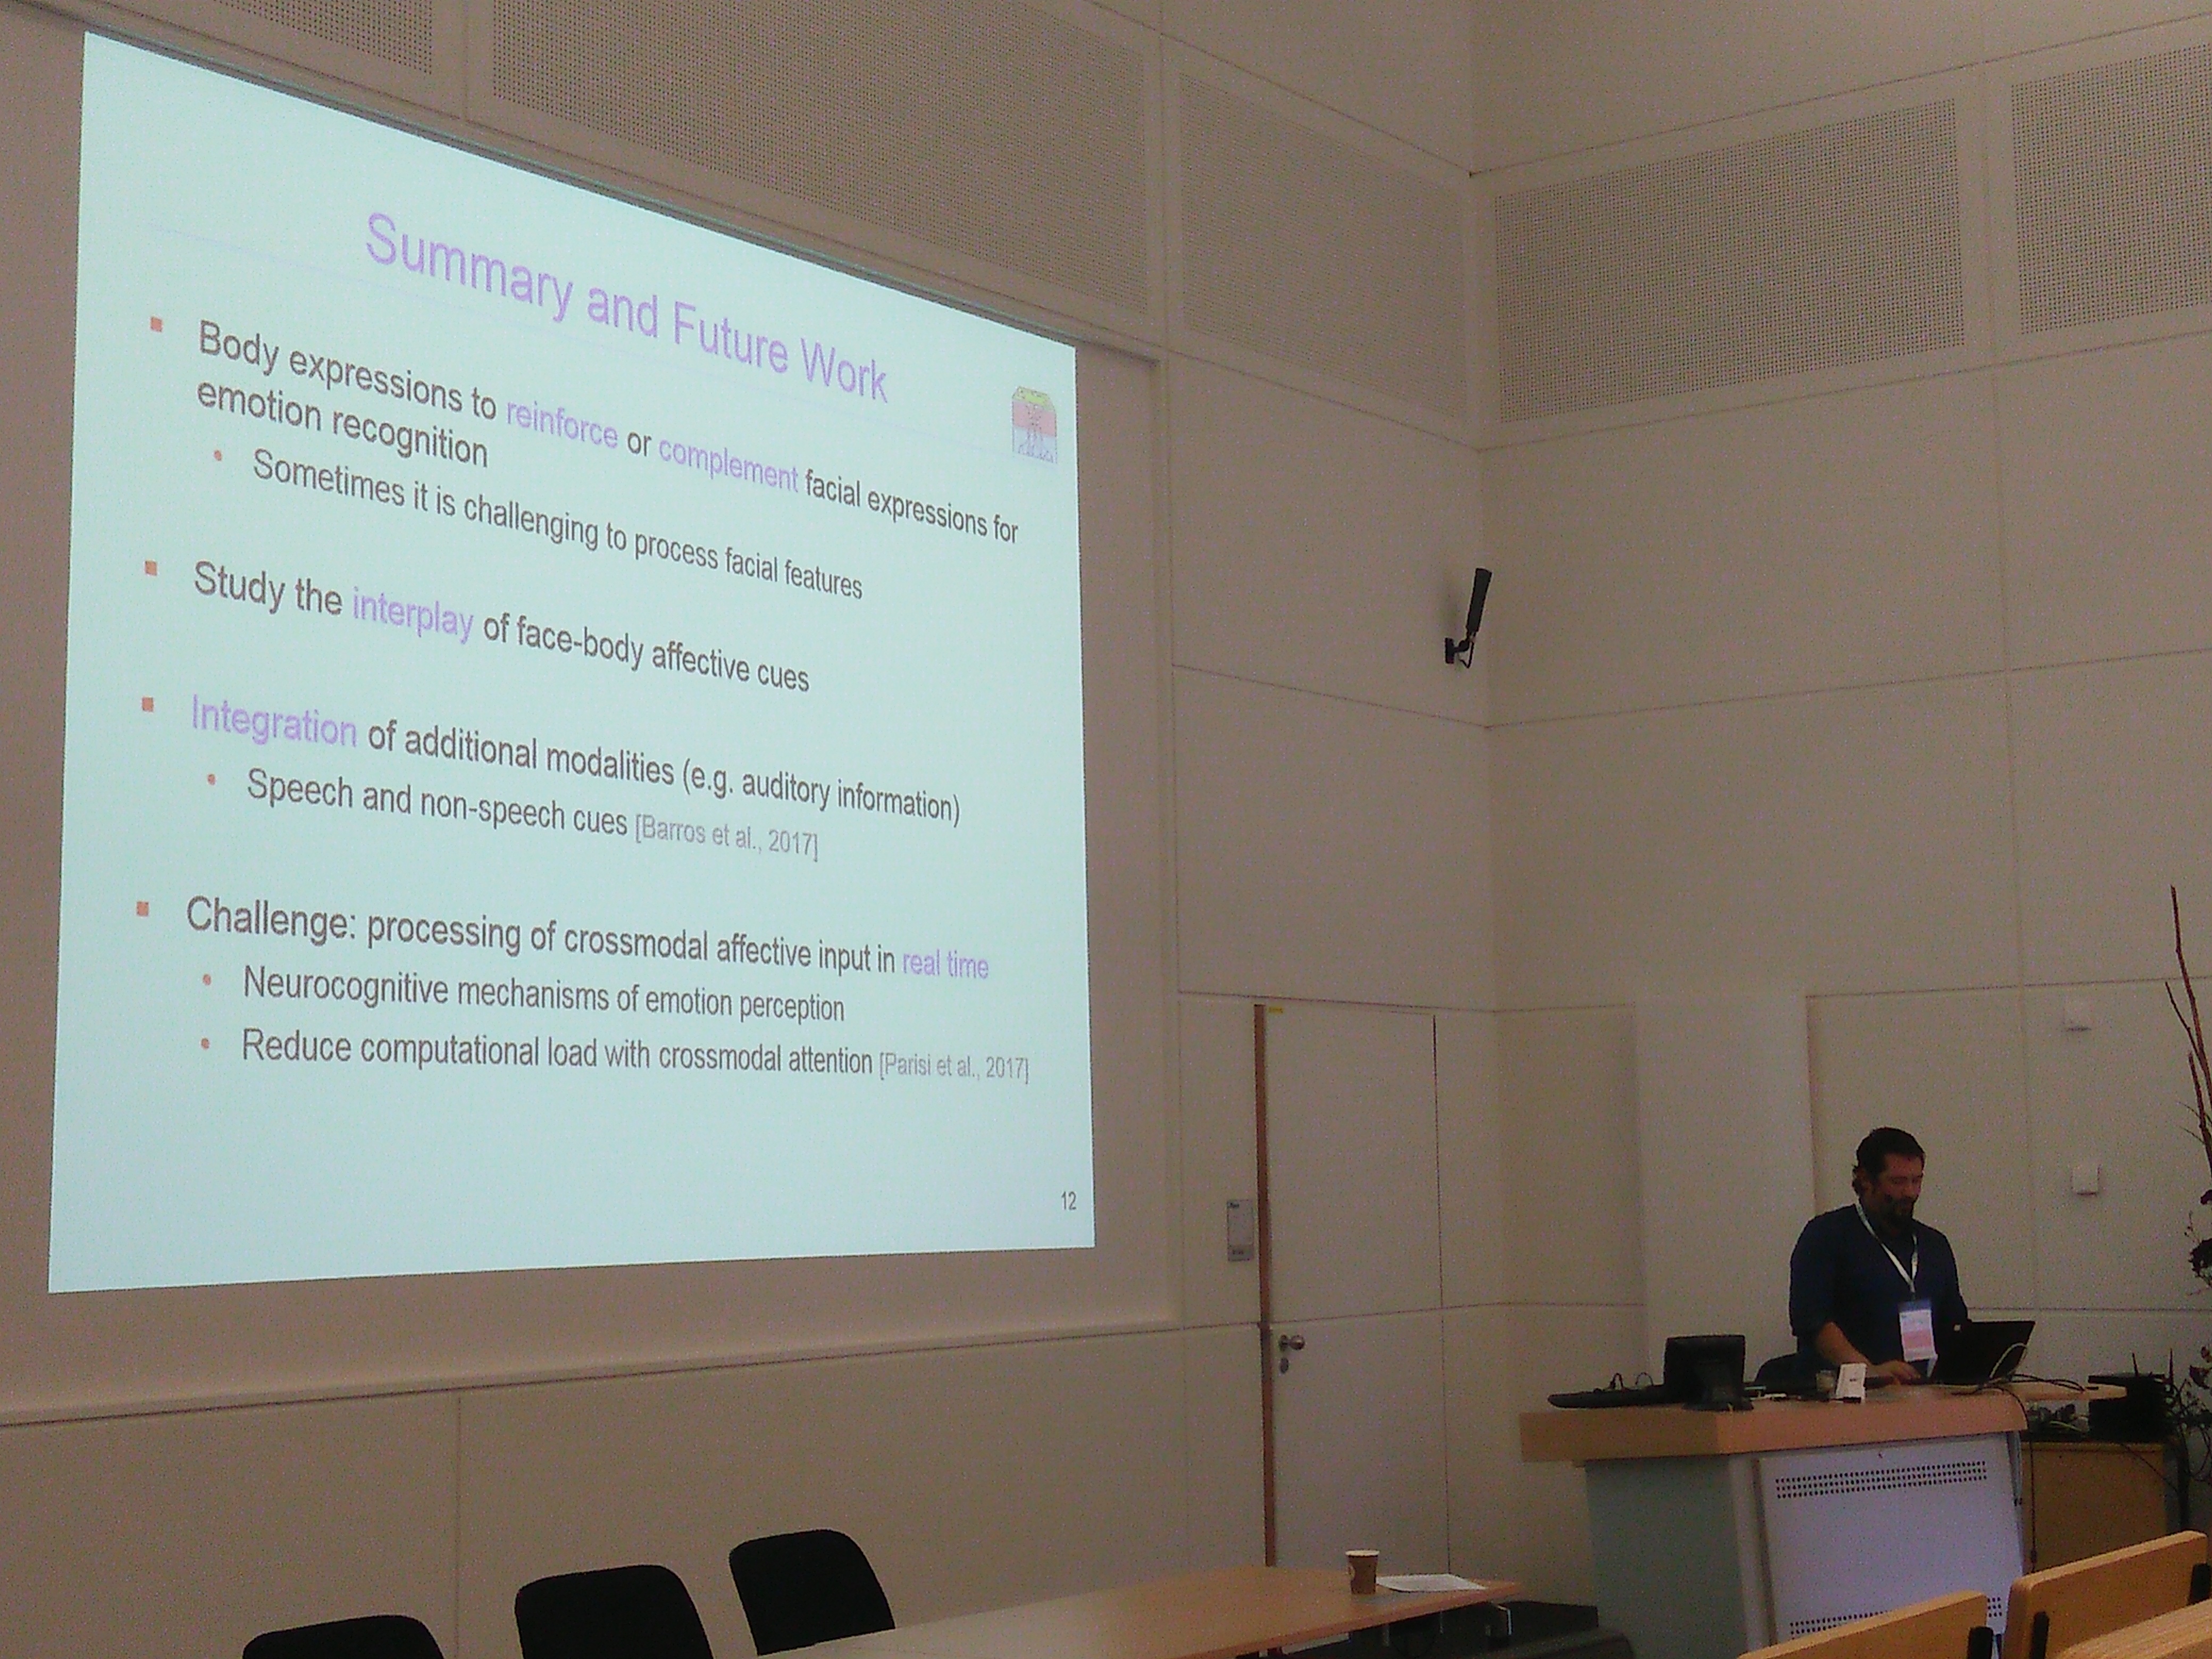 Summary and Future Work
Body expressions to reinforce or complement facial expressions for
emotion recognition
Sometimes it is challenging to process facial features
Study the interplay of face-body affective cues
Integration of additional modalities (e.g. auditory information)
Speech and non-speech cues [Barros et al., 2017]
Challenge: processing of crossmodal affective input in real time
Neurocognitive mechanisms of emotion perception
Reduce computational load with crossmodal attention [Parisi et al., 2017]
12